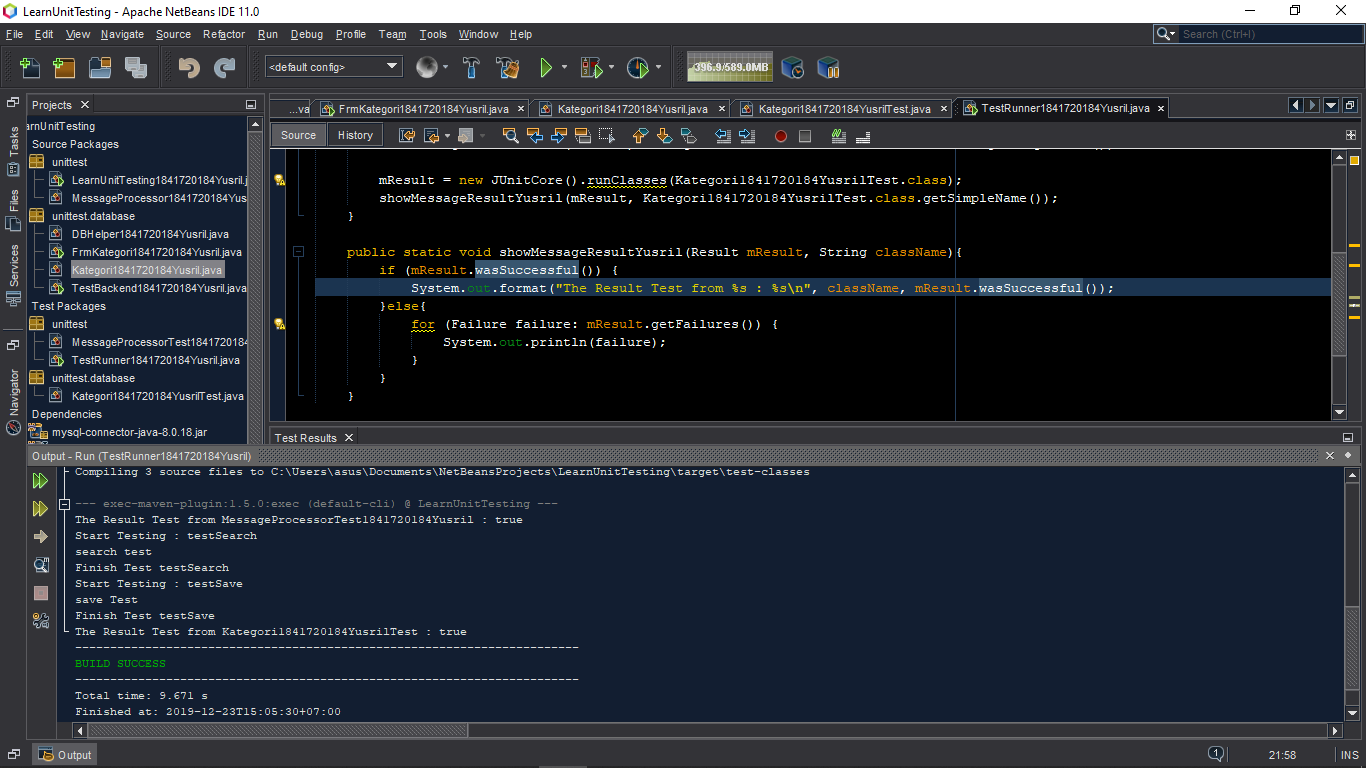 LearnUnitTesting - Apache NetBeans IDE 11.0
File Edit View Navigate Source Refactor Run Debug Profile Team Tools Window Help
Search (Ctrl+I)
<default config>
396.9/589.0MB
Projects
...va FrmKategori1841720184Yusril.java Kategori1841720184Yusril.java Kategori1841720184YusrilTest.java TestRunner1841720184Yusril.java
Source History
Tasks
Files
Services
Navigator
arnUnitTesting
Source Packages
unittest
LearnUnitTesting1841720184Yusril.j
MessageProcessor1841720184Yus
unittest.database
DBHelper1841720184Yusril.java
FrmKategori1841720184Yusril.java
Kategori1841720184Yusril.java
TestBackend1841720184Yusril.java
Test Packages
unittest
MessageProcessorTest184172018
TestRunner1841720184Yusril.java
unittest.database
Kategori1841720184YusrilTest.java
Dependencies
mysql-connector-java-8.0.18.jar
mResult = new JUnitCore().runClasses(Kategori1841720184YusrilTest.class);
showMessageResultYusril(mResult, Kategori1841720184YusrilTest.class.getSimpleName());
}
public static void showMessageResultYusril(Result mResult, String className){
if (mResult.wasSuccessful()) {
System.out.format("The Result Test from %s : %s\n", className, mResult.wasSuccessful());
}else{
for (Failure failure: mResult.getFailures()) {
System.out.println(failure);
}
}
}
Test Results
Output - Run (TestRunner1841720184Yusril)
Compiling 3 source files to C:\Users\asus\Documents\NetBeansProjects\LearnUnitTesting\target\test-classes
--- exec-maven-plugin:1.5.0:exec (default-cli) @ LearnUnitTesting ---
The Result Test from MessageProcessorTest1841720184Yusril : true
Start Testing : testSearch
search test
Finish Test testSearch
Start Testing : testSave
save Test
Finish Test testSave
The Result Test from Kategori1841720184YusrilTest : true
------------------------------------------------------------------------
BUILD SUCCESS
------------------------------------------------------------------------
Total time: 9.671 s
Finished at: 2019-12-23T15:05:30+07:00
Output
1
21:58
INS